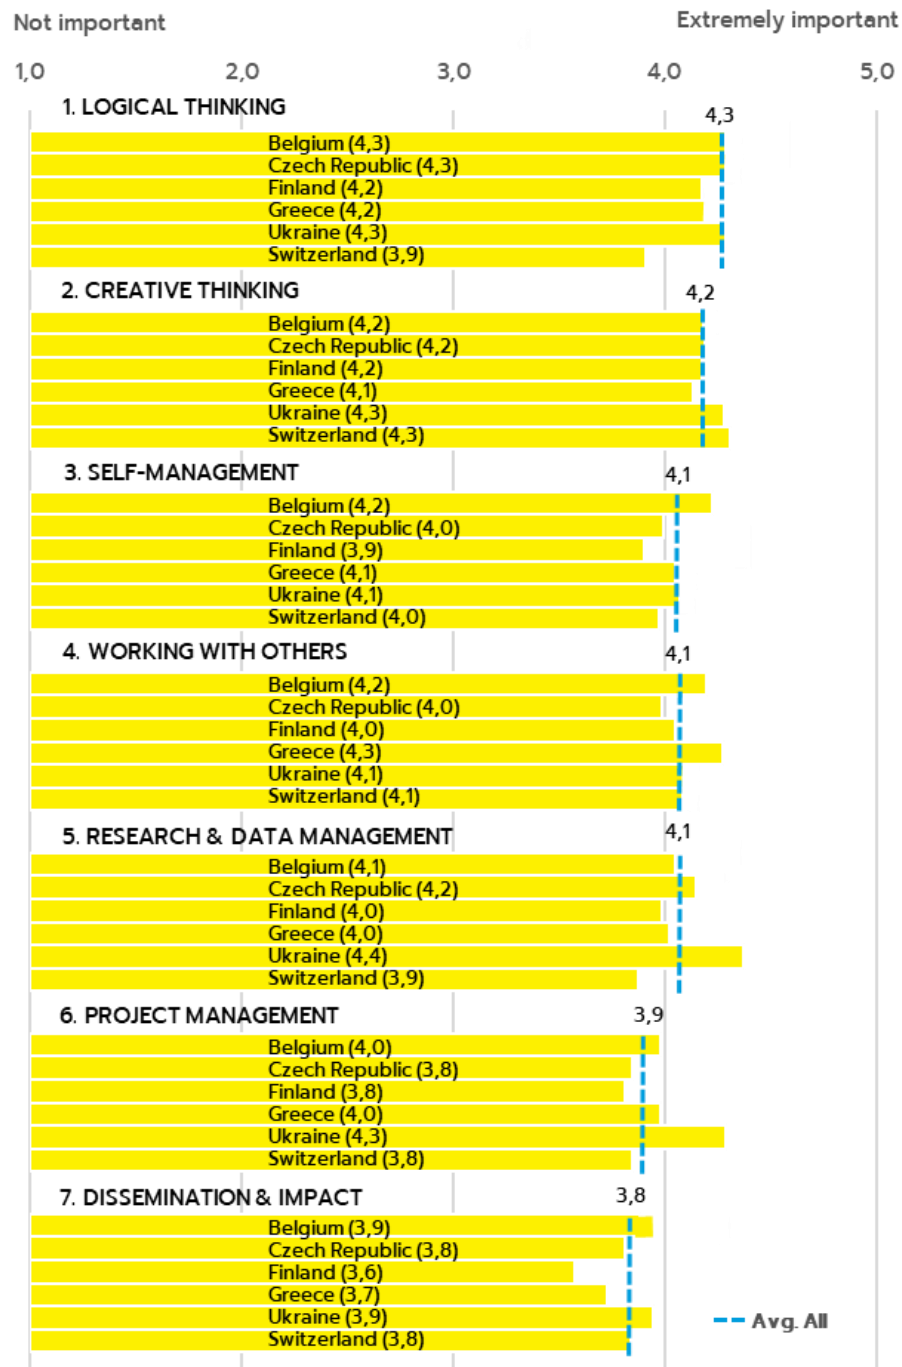 Not important Extremely important
1,0 2,0 3,0 4,0 5,0
1. LOGICAL THINKING
4,3
Belgium (4,3)
Czech Republic (4,3)
Finland (4,2)
Greece (4,2)
Ukraine (4,3)
Switzerland (3,9)
2. CREATIVE THINKING
4,2
Belgium (4,2)
Czech Republic (4,2)
Finland (4,2)
Greece (4,1)
Ukraine (4,3)
Switzerland (4,3)
3. SELF-MANAGEMENT
4,1
Belgium (4,2)
Czech Republic (4,0)
Finland (3,9)
Greece (4,1)
Ukraine (4,1)
Switzerland (4,0)
4. WORKING WITH OTHERS
4,1
Belgium (4,2)
Czech Republic (4,0)
Finland (4,0)
Greece (4,3)
Ukraine (4,1)
Switzerland (4,1)
5. RESEARCH & DATA MANAGEMENT
4,1
Belgium (4,1)
Czech Republic (4,2)
Finland (4,0)
Greece (4,0)
Ukraine (4,4)
Switzerland (3,9)
6. PROJECT MANAGEMENT
3,9
Belgium (4,0)
Czech Republic (3,8)
Finland (3,8)
Greece (4,0)
Ukraine (4,3)
Switzerland (3,8)
7. DISSEMINATION & IMPACT
3,8
Belgium (3,9)
Czech Republic (3,8)
Finland (3,6)
Greece (3,7)
Ukraine (3,9)
Switzerland (3,8)
Avg. All